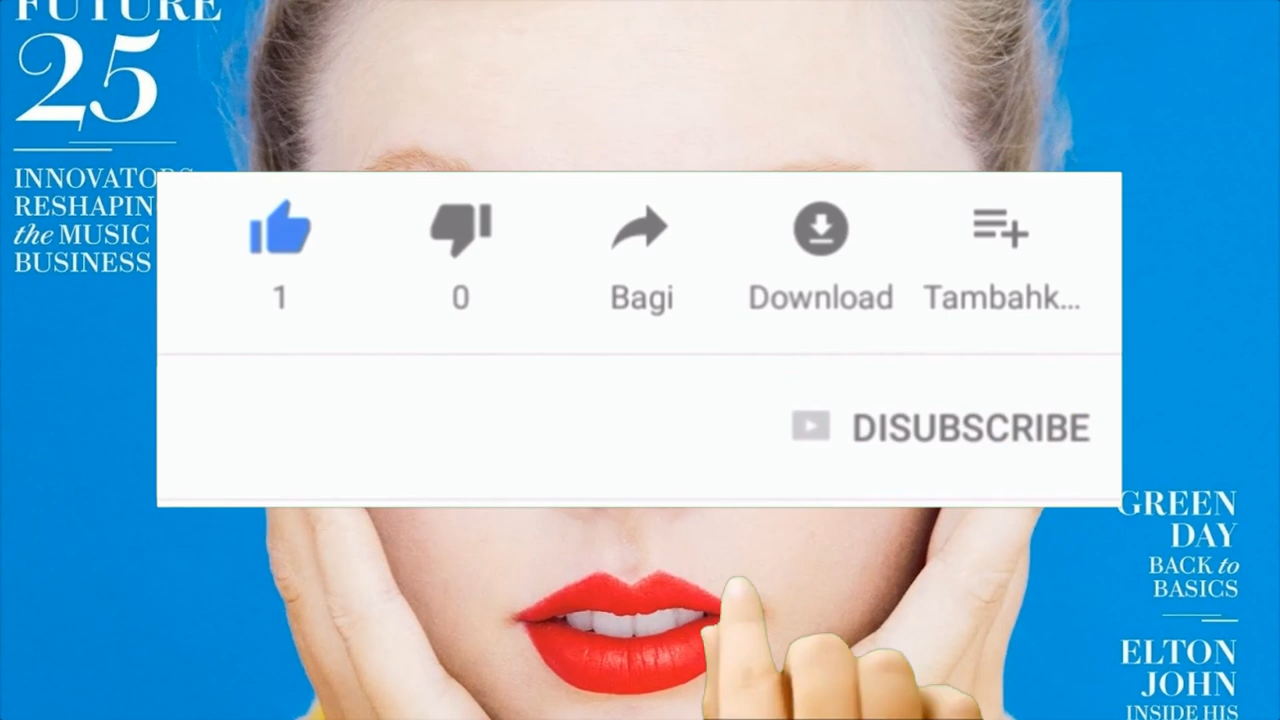 FUTURE
25
INNOVATORS
RESHAPIN
the MUSIC
BUSINESS
1
0
Bagi
Download
Tambahk...
DISUBSCRIBE
GREEN
DAY
BACK to
BASICS
ELTON
JOHN
INSIDE HIS